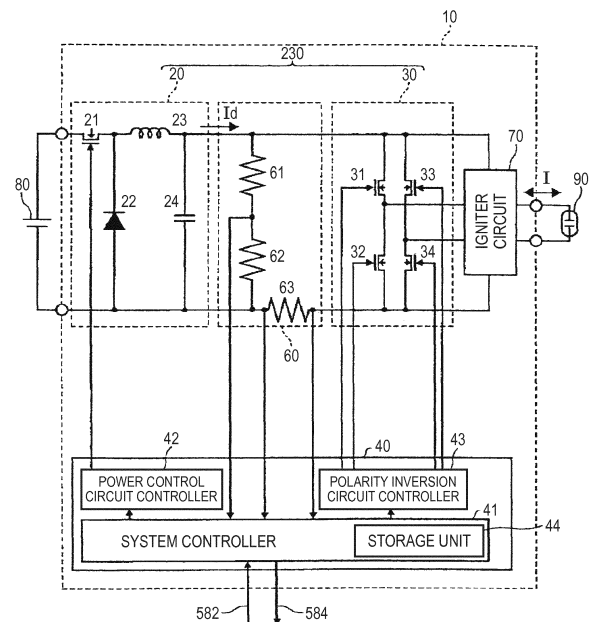 10
230
20
30
21
23
Id
22
24
61
62
63
60
31
33
32
34
70
I
90
IGNITER
CIRCUIT
80
42
40
43
POWER CONTROL
CIRCUIT CONTROLLER
POLARITY INVERSION
CIRCUIT CONTROLLER
41
44
SYSTEM CONTROLLER
STORAGE UNIT
582
584